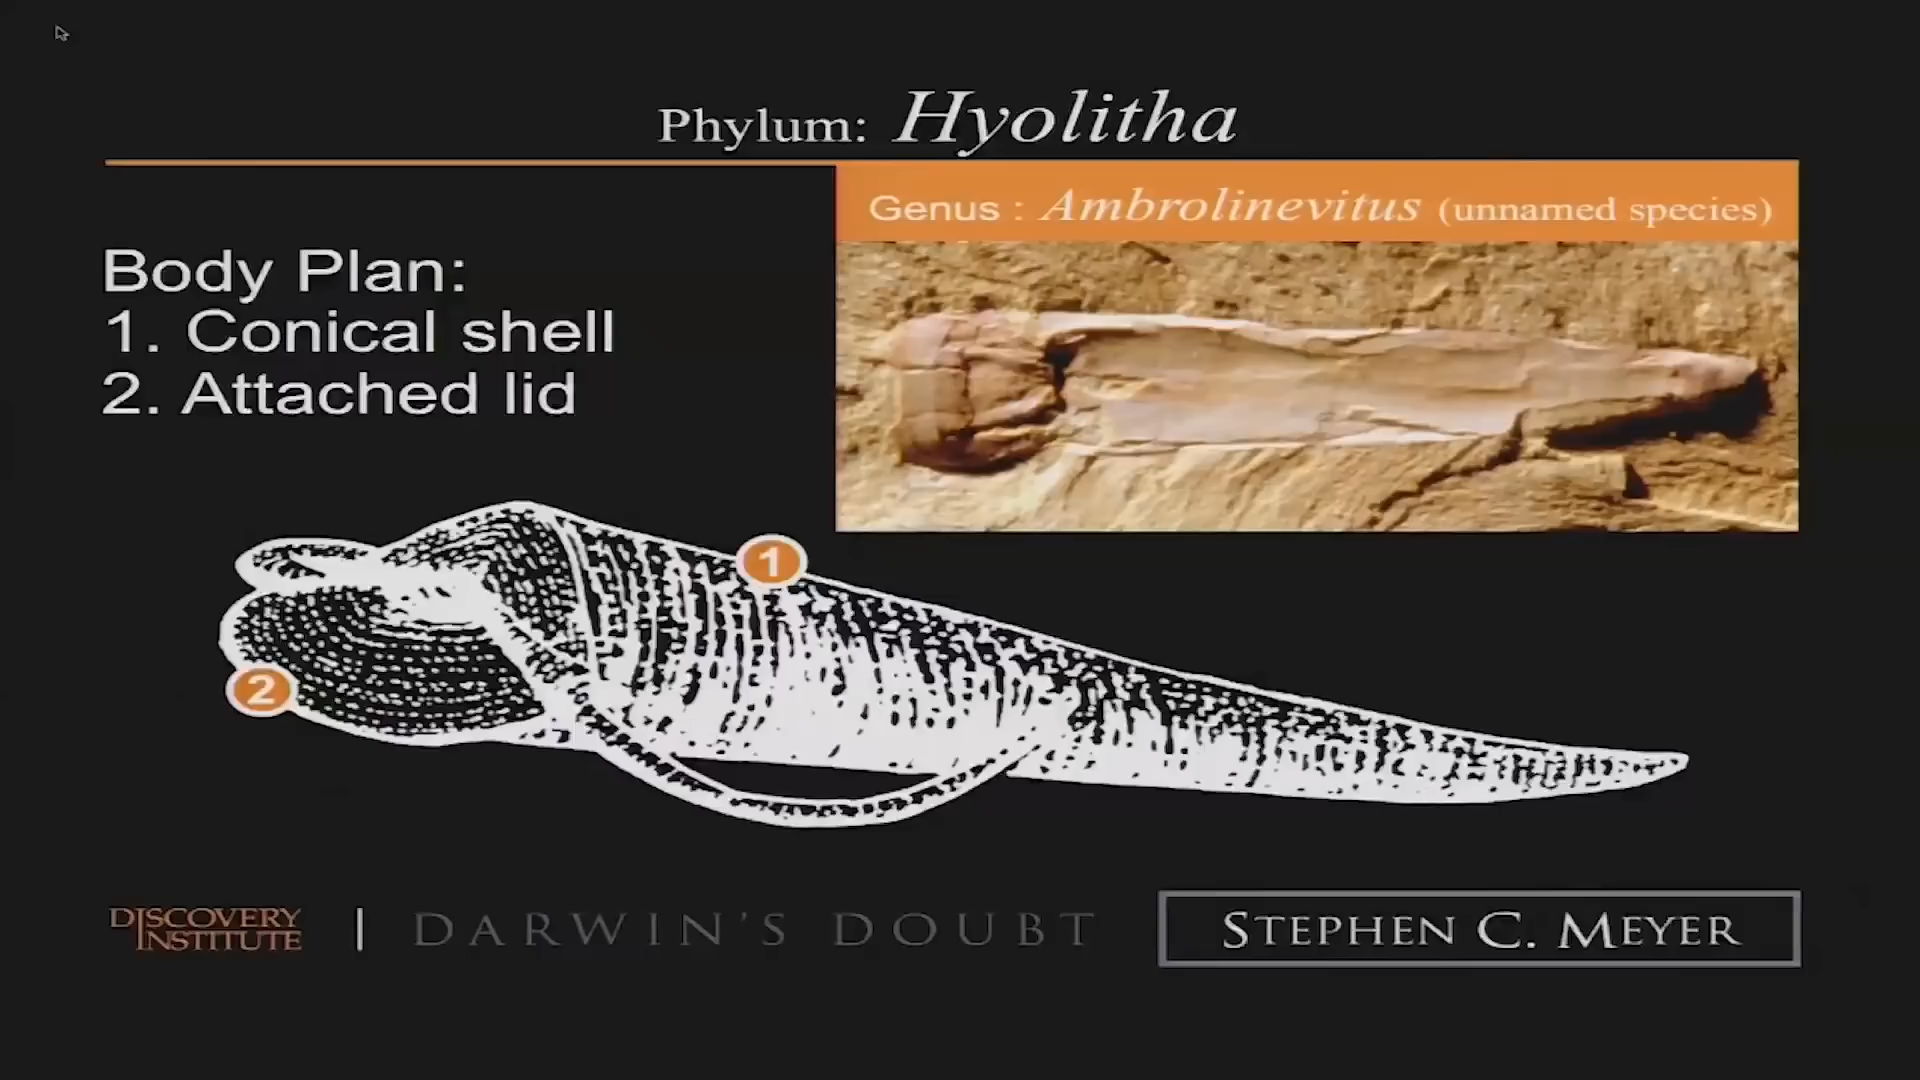 Phylum: Hyolitha
Genus : Ambrolinevitus (unnamed species)
Body Plan:
1. Conical shell
2. Attached lid
1
2
DISCOVERY
INSTITUTE
DARWIN'S DOUBT
STEPHEN C. MEYER